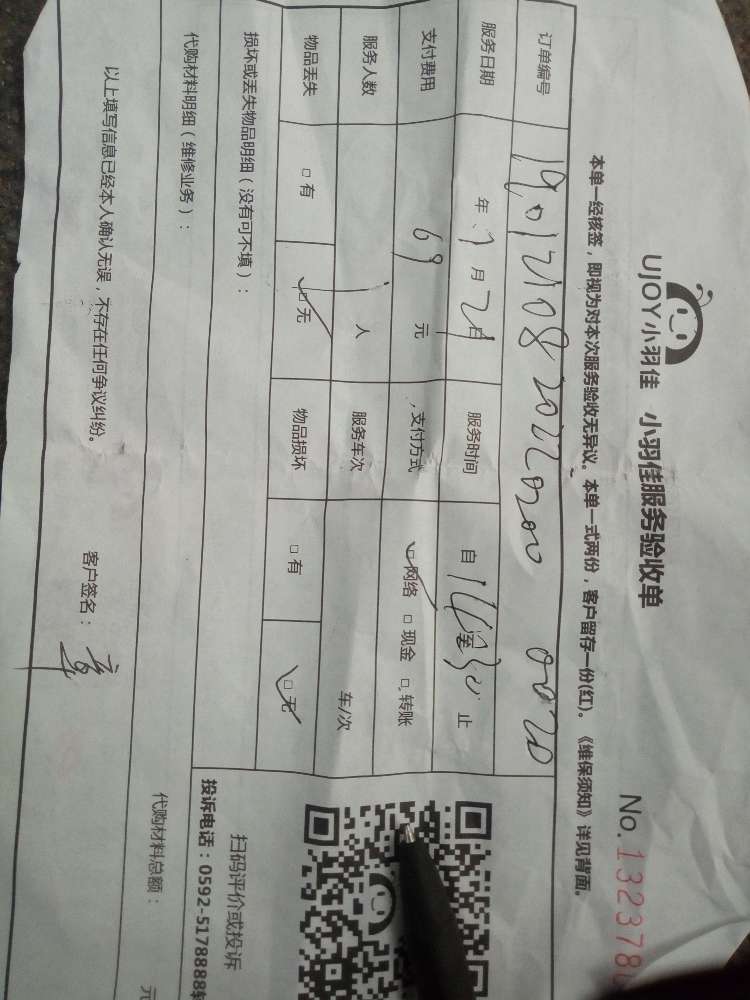 UJOY小羽佳 小羽佳服务验收单
No. 132378
本单一经核签，即视为对本次服务验收无异议。本单一式两份，客户留存一份(红)。《维保须知》详见背面。
订单编号
服务日期 年 月 21日 服务时间 自 止
支付费用 69 元 支付方式 ☑网络 □现金 □转账
服务人数 1 人 服务车次 车/次
物品丢失 □有 ☑无 物品损坏 □有 ☑无
损坏或丢失物品明细（没有可不填）：
扫码评价或投诉
投诉电话：0592-5178888
代购材料明细（维修业务）：
代购材料总额： 元
以上填写信息已经本人确认无误，不存在任何争议纠纷。
客户签名：